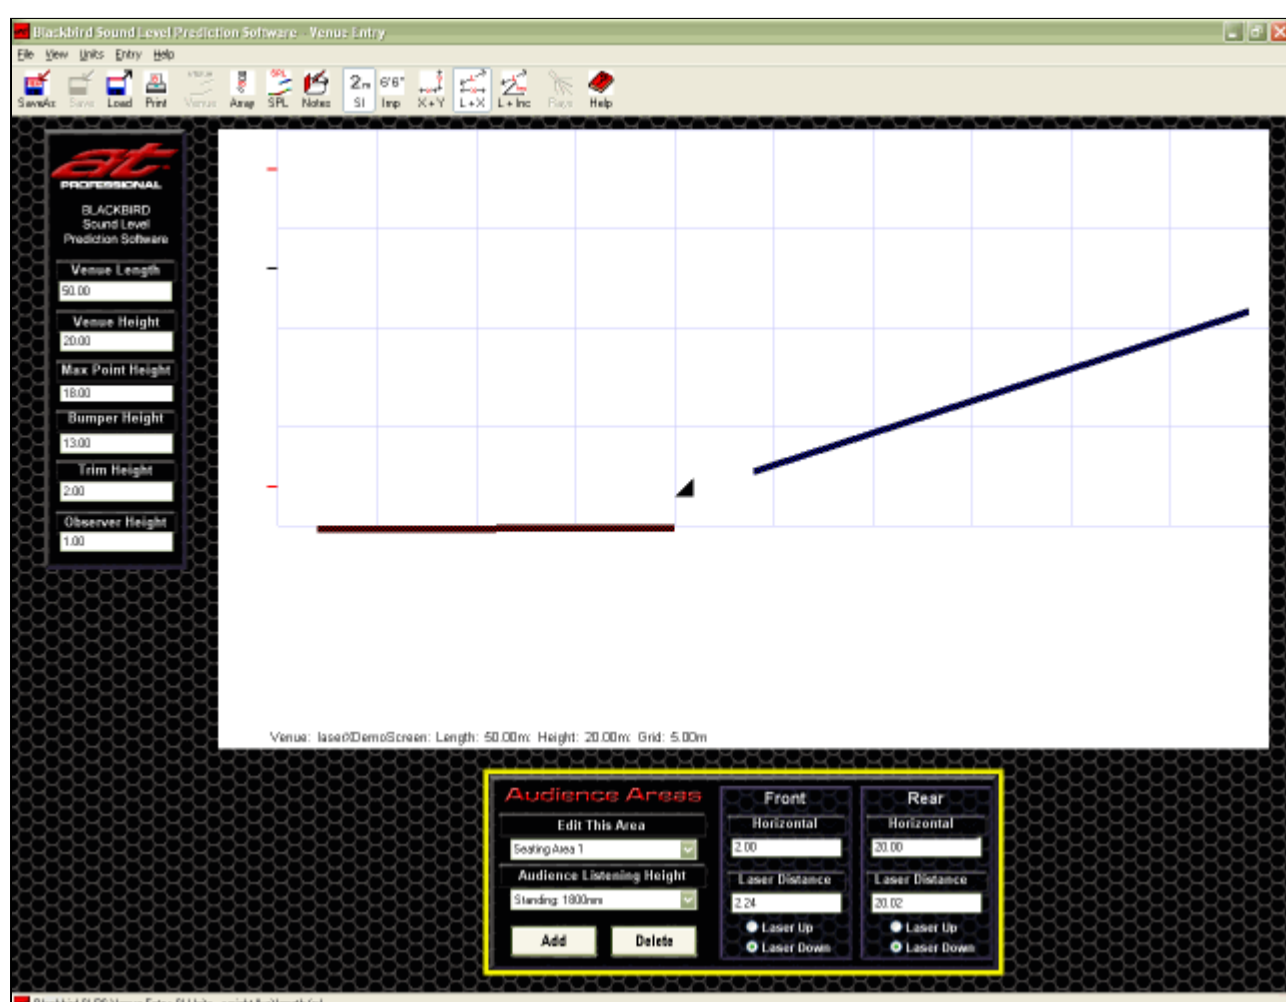 Blackbird Sound Level Prediction Software - Venue Entry
File View Units Entry Help
2m 6'6"
SaveAs Save Load Print Venue Array SPL Notes SI Imp X+Y L+X L+Inc Rays Help
at
PROFESSIONAL
BLACKBIRD
Sound Level
Prediction Software
Venue Length
50.00
Venue Height
20.00
Max Point Height
18.00
Bumper Height
13.00
Trim Height
2.00
Observer Height
1.00
Venue: laserXDemoScreen: Length: 50.00m: Height: 20.00m: Grid: 5.00m
Audience Areas
Edit This Area
Seating Area 1
Audience Listening Height
Standing: 1800mm
Add Delete
Front
Horizontal
2.00
Laser Distance
2.24
Laser Up
Laser Down
Rear
Horizontal
20.00
Laser Distance
20.02
Laser Up
Laser Down